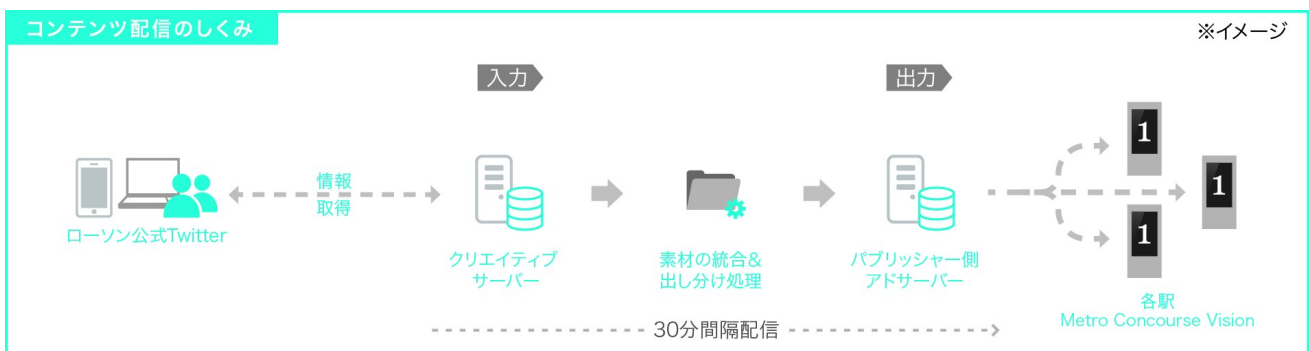 コンテンツ配信のしくみ
※イメージ
入力
出力
情報
取得
ローソン公式Twitter
クリエイティブ
サーバー
素材の統合&
出し分け処理
パブリッシャー側
アドサーバー
1
1
1
各駅
Metro Concourse Vision
30分間隔配信